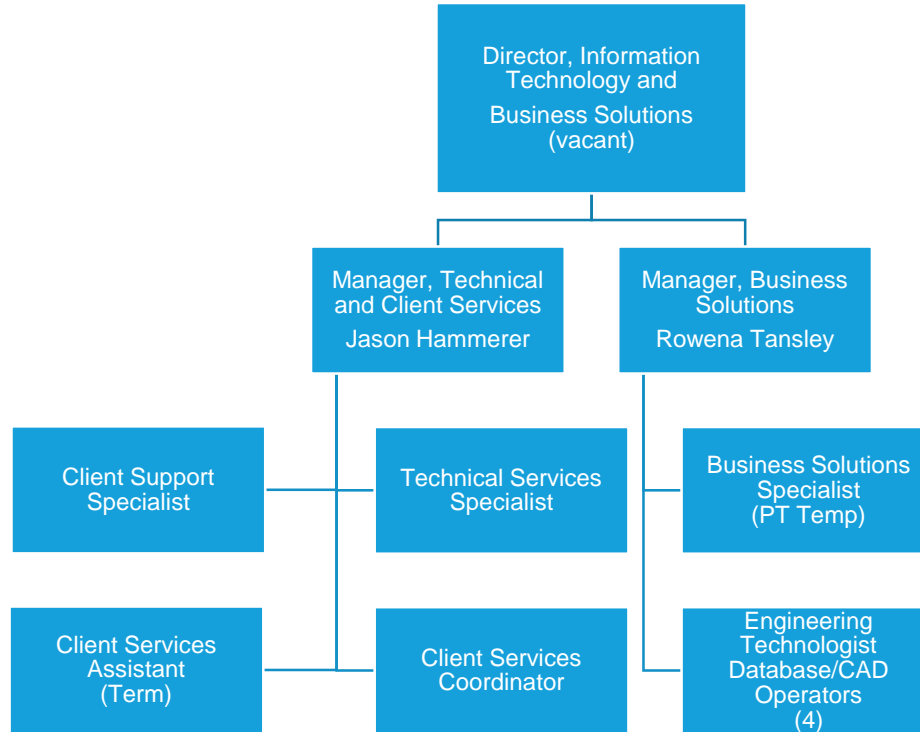 Director, Information
Technology and
Business Solutions
(vacant)
Manager, Technical
and Client Services
Jason Hammerer
Manager, Business
Solutions
Rowena Tansley
Client Support
Specialist
Technical Services
Specialist
Business Solutions
Specialist
(PT Temp)
Client Services
Assistant
(Term)
Client Services
Coordinator
Engineering
Technologist
Database/CAD
Operators
(4)